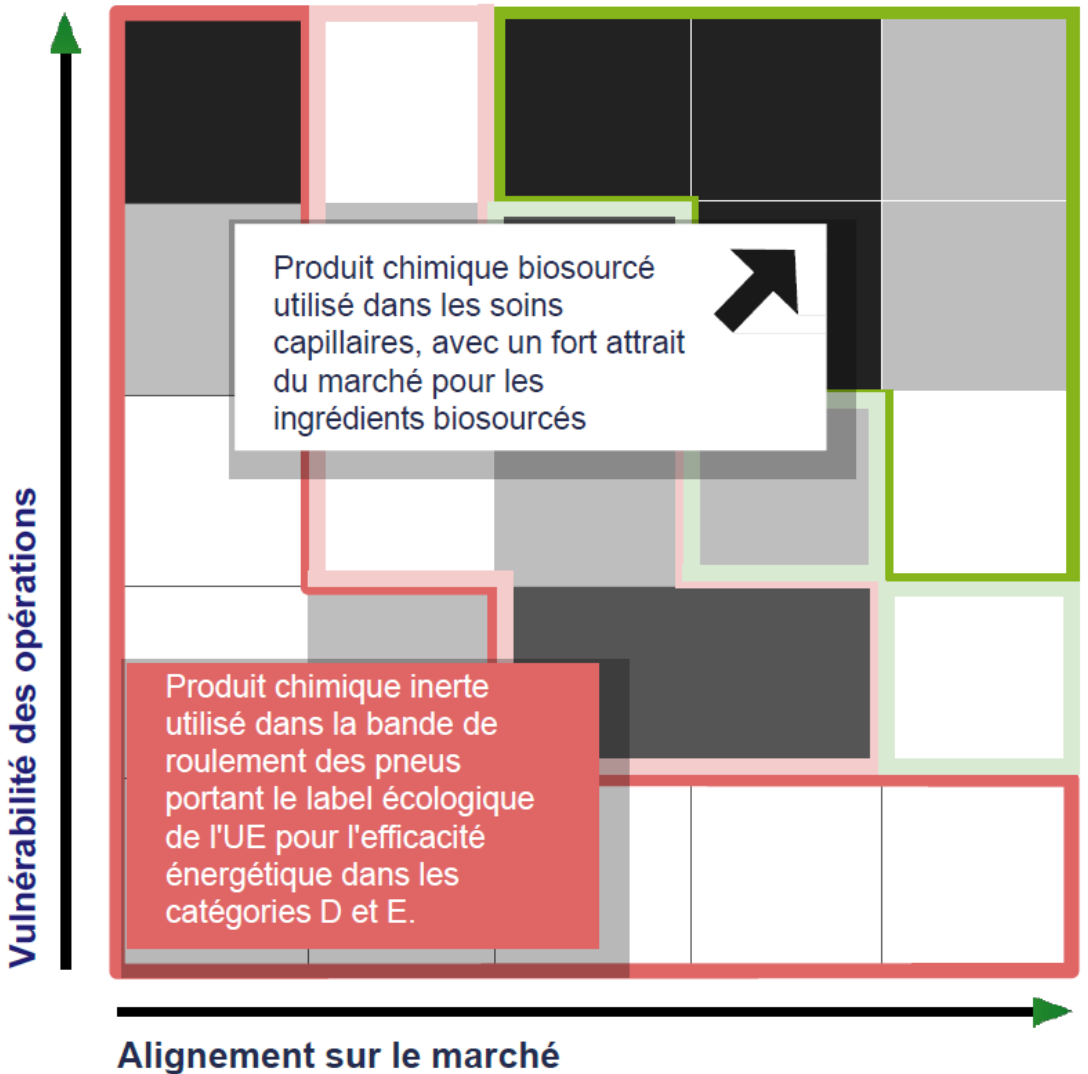 Produit chimique biosourcé
utilisé dans les soins
capillaires, avec un fort attrait
du marché pour les
ingrédients biosourcés
Vulnérabilité des opérations
Produit chimique inerte
utilisé dans la bande de
roulement des pneus
portant le label écologique
de l'UE pour l'efficacité
énergétique dans les
catégories D et E.
Alignement sur le marché